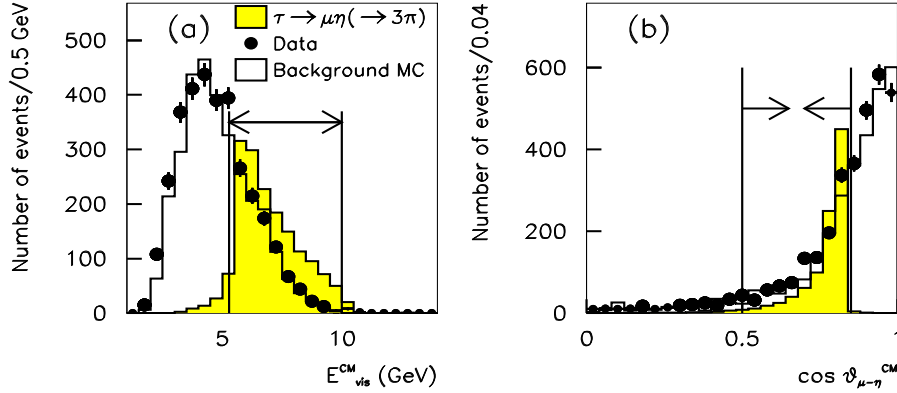 (a)
τ → μη(→ 3π)
Data
Background MC
Number of events/0.5 GeV
500
400
300
200
100
0
5
10
E^CM_vis (GeV)
(b)
Number of events/0.04
600
400
200
0
0
0.5
1
cos ϑ_μ−η^CM